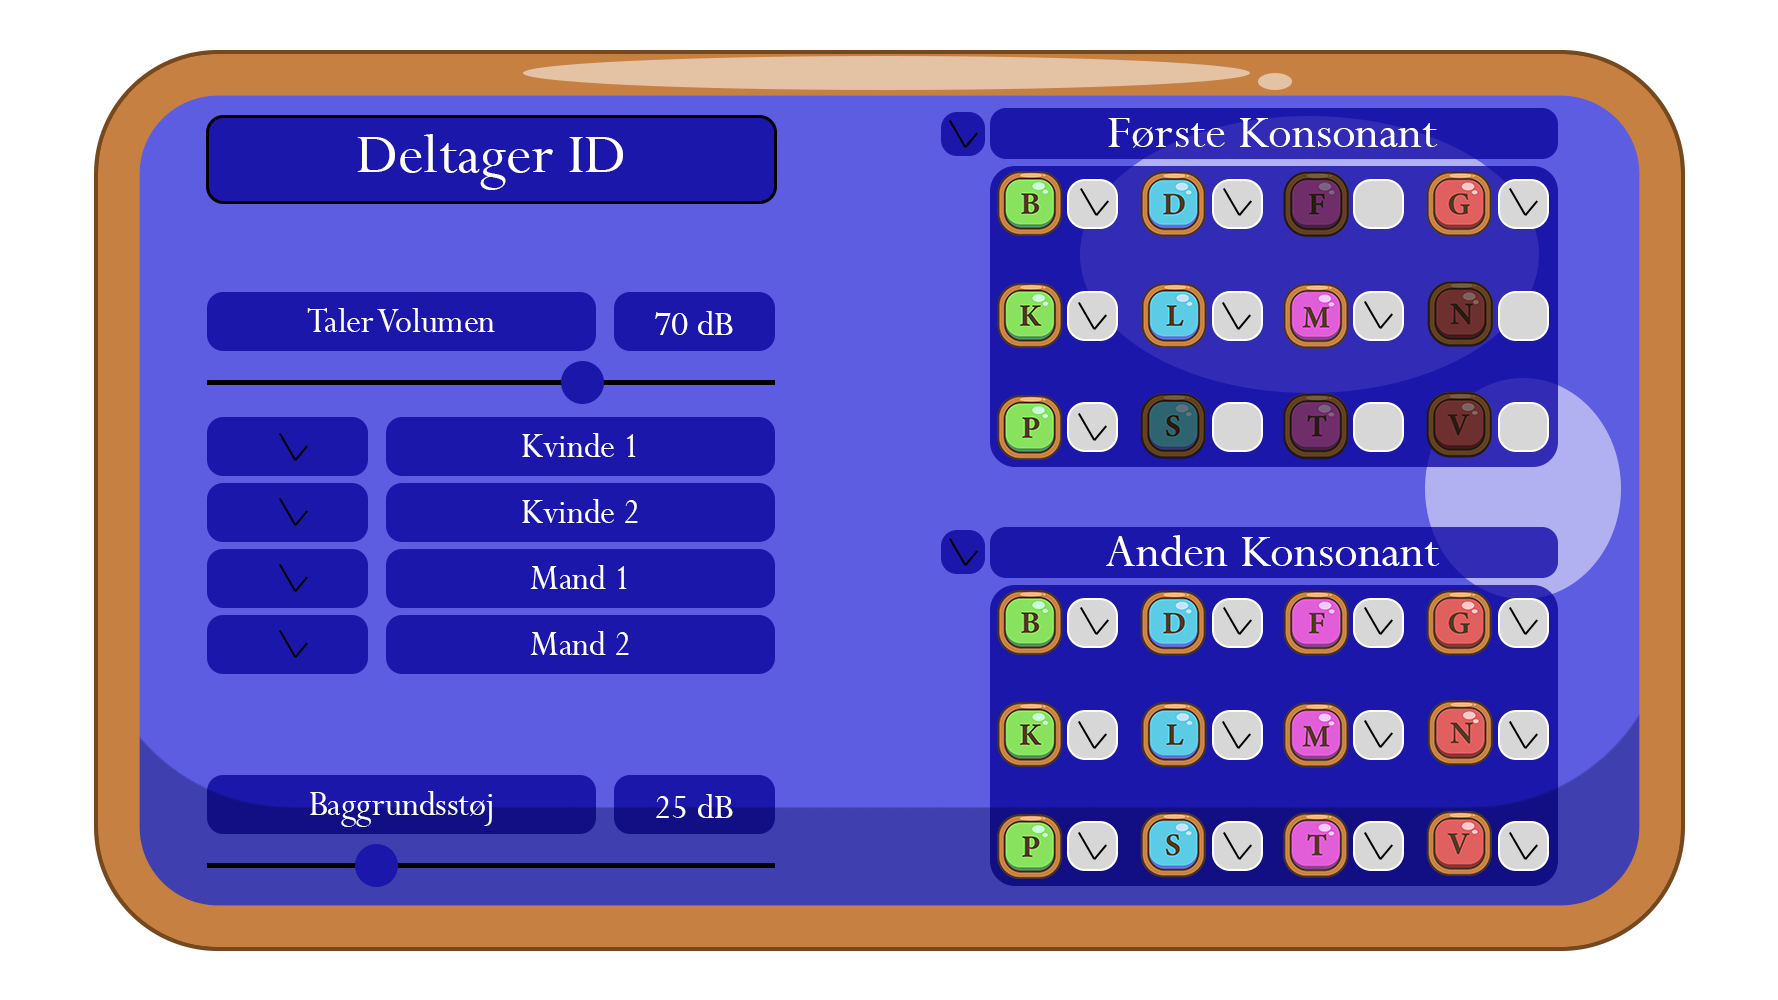 Deltager ID
Taler Volumen
70 dB
Kvinde 1
Kvinde 2
Mand 1
Mand 2
Baggrundsstøj
25 dB
Første Konsonant
B D F G
K L M N
P S T V
Anden Konsonant
B D F G
K L M N
P S T V